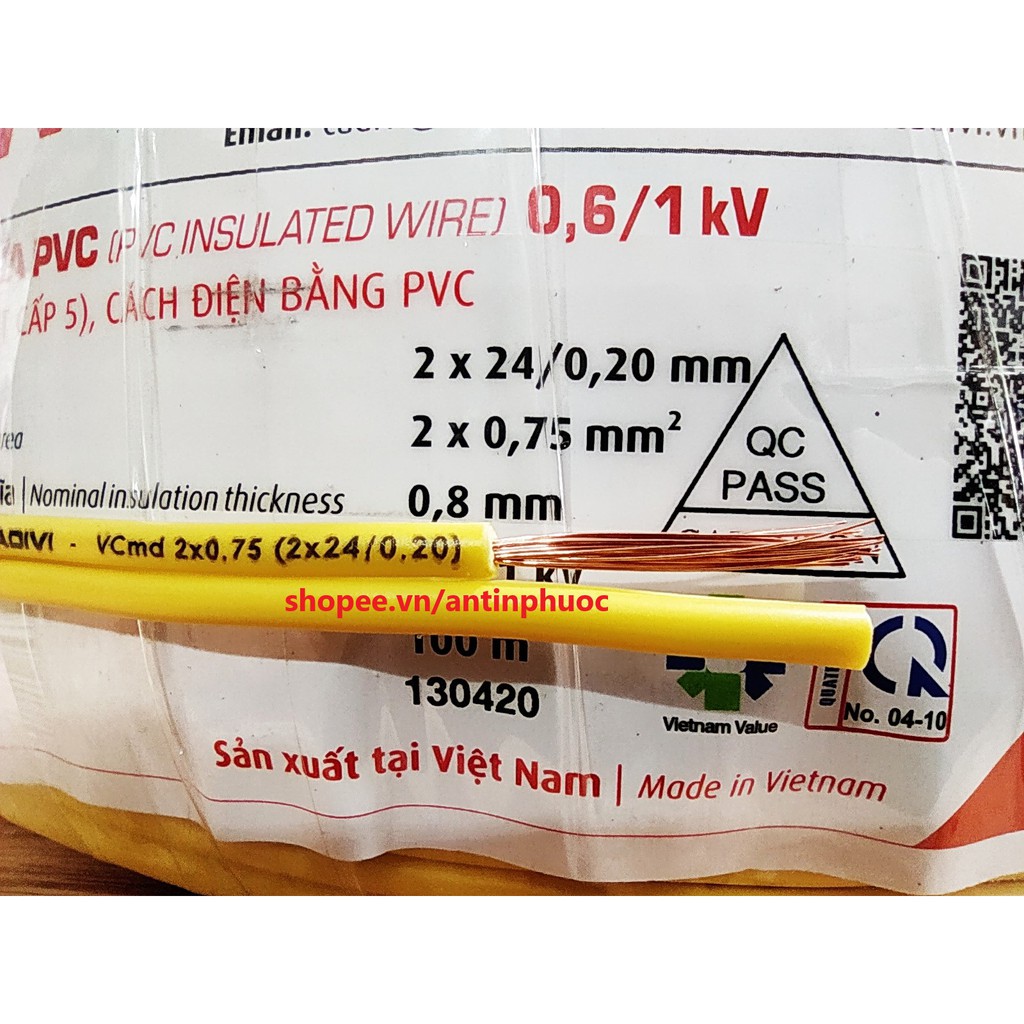 Email:
PVC (PVC INSULATED WIRE) 0,6/1 kV
CẤP 5), CÁCH ĐIỆN BẰNG PVC
2 x 24/0,20 mm
2 x 0,75 mm²
QC
PASS
Nominal insulation thickness 0,8 mm
VCmd 2x0.75 (2x24/0.20)
1 kV
shopee.vn/antinphuoc
100 m
130420
Vietnam Value
No. 04-10
Sản xuất tại Việt Nam | Made in Vietnam